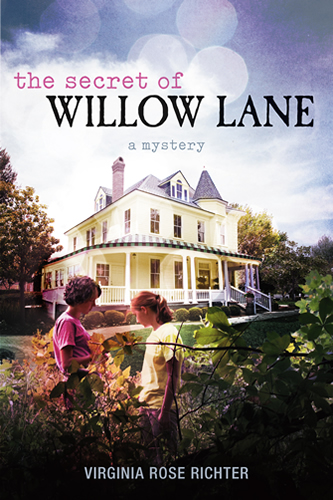 the secret of
WILLOW LANE
a mystery
VIRGINIA ROSE RICHTER